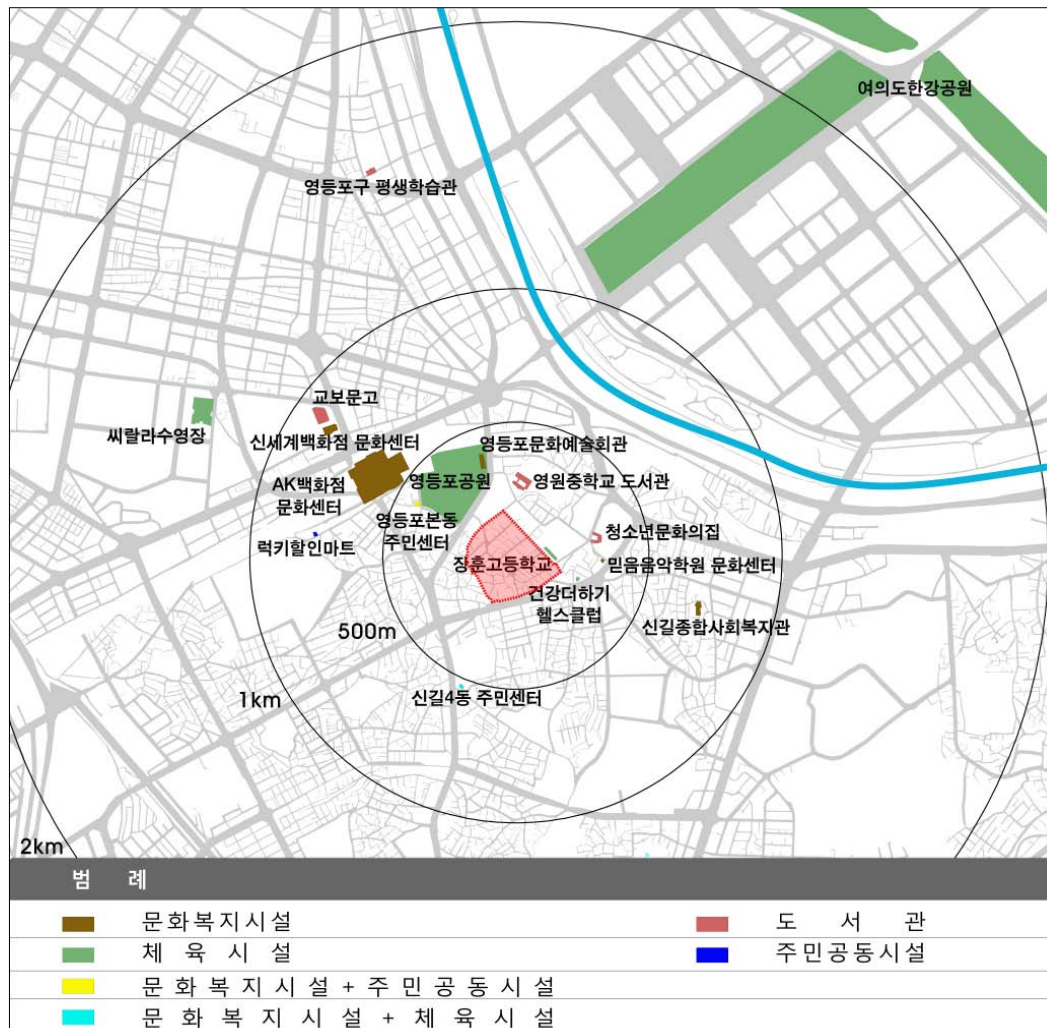 여의도한강공원
영등포구 평생학습관
교보문고
씨랄라수영장
신세계백화점 문화센터
영등포문화예술회관
AK백화점
문화센터
영등포공원
영원중학교 도서관
영등포본동
주민센터
럭키할인마트
청소년문화의집
장훈고등학교
믿음음악학원 문화센터
건강더하기
헬스클럽
신길종합사회복지관
500m
신길4동 주민센터
1km
2km
범 례
문화복지시설
도 서 관
체 육 시 설
주민공동시설
문 화 복 지 시 설 + 주 민 공 동 시 설
문 화 복 지 시 설 + 체 육 시 설